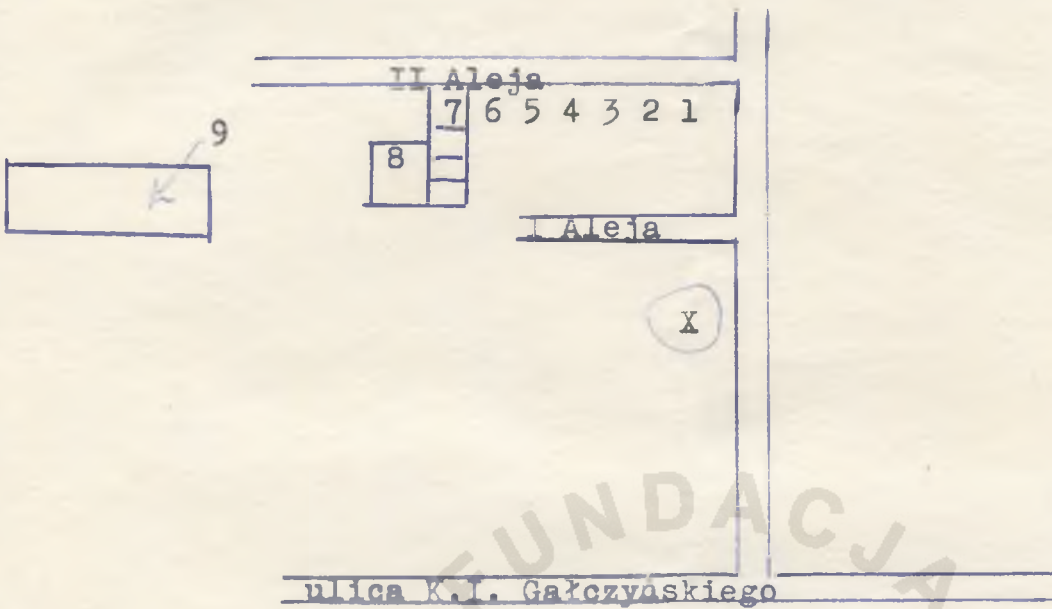 II Aleja
7 6 5 4 3 2 1
9
8
I Aleja
X
FUNDACJA
ulica K.I. Gałczyńskiego